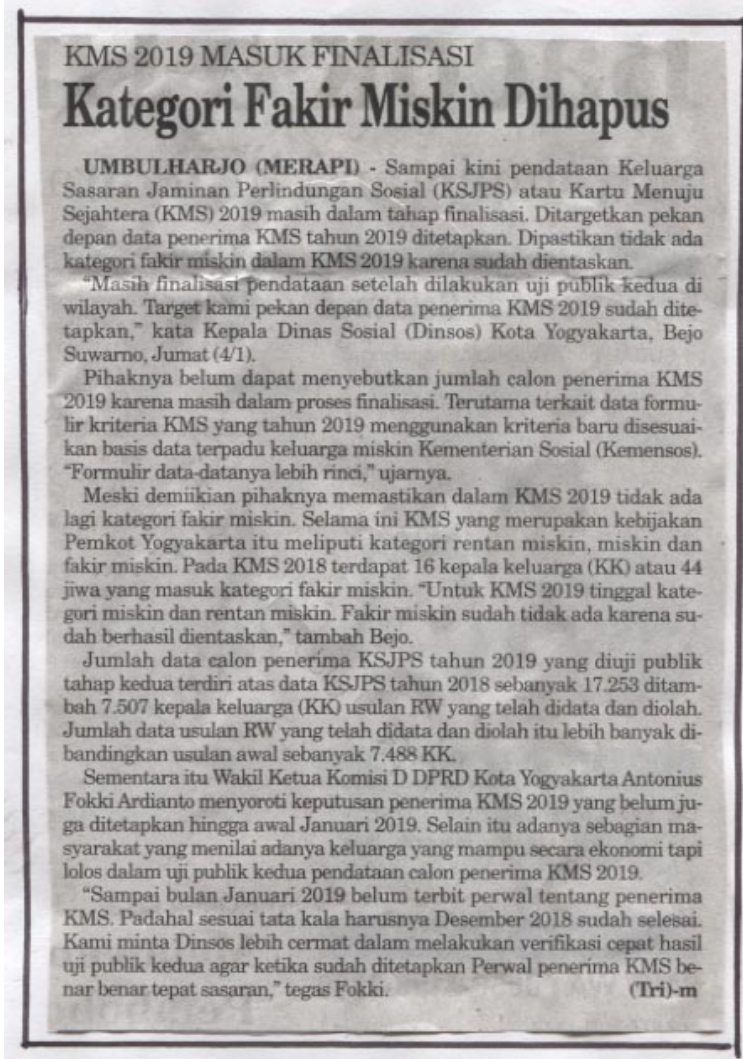 KMS 2019 MASUK FINALISASI
Kategori Fakir Miskin Dihapus
UMBULHARJO (MERAPI) - Sampai kini pendataan Keluarga
Sasaran Jaminan Perlindungan Sosial (KSJPS) atau Kartu Menuju
Sejahtera (KMS) 2019 masih dalam tahap finalisasi. Ditargetkan pekan
depan data penerima KMS tahun 2019 ditetapkan. Dipastikan tidak ada
kategori fakir miskin dalam KMS 2019 karena sudah dientaskan.
"Masih finalisasi pendataan setelah dilakukan uji publik kedua di
wilayah. Target kami pekan depan data penerima KMS 2019 sudah dite-
tapkan," kata Kepala Dinas Sosial (Dinsos) Kota Yogyakarta, Bejo
Suwarno, Jumat (4/1).
Pihaknya belum dapat menyebutkan jumlah calon penerima KMS
2019 karena masih dalam proses finalisasi. Terutama terkait data formu-
lir kriteria KMS yang tahun 2019 menggunakan kriteria baru disesuai-
kan basis data terpadu keluarga miskin Kementerian Sosial (Kemensos).
"Formulir data-datanya lebih rinci," ujarnya.
Meski demiikian pihaknya memastikan dalam KMS 2019 tidak ada
lagi kategori fakir miskin. Selama ini KMS yang merupakan kebijakan
Pemkot Yogyakarta itu meliputi kategori rentan miskin, miskin dan
fakir miskin. Pada KMS 2018 terdapat 16 kepala keluarga (KK) atau 44
jiwa yang masuk kategori fakir miskin. "Untuk KMS 2019 tinggal kate-
gori miskin dan rentan miskin. Fakir miskin sudah tidak ada karena su-
dah berhasil dientaskan," tambah Bejo.
Jumlah data calon penerima KSJPS tahun 2019 yang diuji publik
tahap kedua terdiri atas data KSJPS tahun 2018 sebanyak 17.253 ditam-
bah 7.507 kepala keluarga (KK) usulan RW yang telah didata dan diolah.
Jumlah data usulan RW yang telah didata dan diolah itu lebih banyak di-
bandingkan usulan awal sebanyak 7.488 KK.
Sementara itu Wakil Ketua Komisi D DPRD Kota Yogyakarta Antonius
Fokki Ardianto menyoroti keputusan penerima KMS 2019 yang belum ju-
ga ditetapkan hingga awal Januari 2019. Selain itu adanya sebagian ma-
syarakat yang menilai adanya keluarga yang mampu secara ekonomi tapi
lolos dalam uji publik kedua pendataan calon penerima KMS 2019.
"Sampai bulan Januari 2019 belum terbit perwal tentang penerima
KMS. Padahal sesuai tata kala harusnya Desember 2018 sudah selesai.
Kami minta Dinsos lebih cermat dalam melakukan verifikasi cepat hasil
uji publik kedua agar ketika sudah ditetapkan Perwal penerima KMS be-
nar benar tepat sasaran," tegas Fokki. (Tri)-m